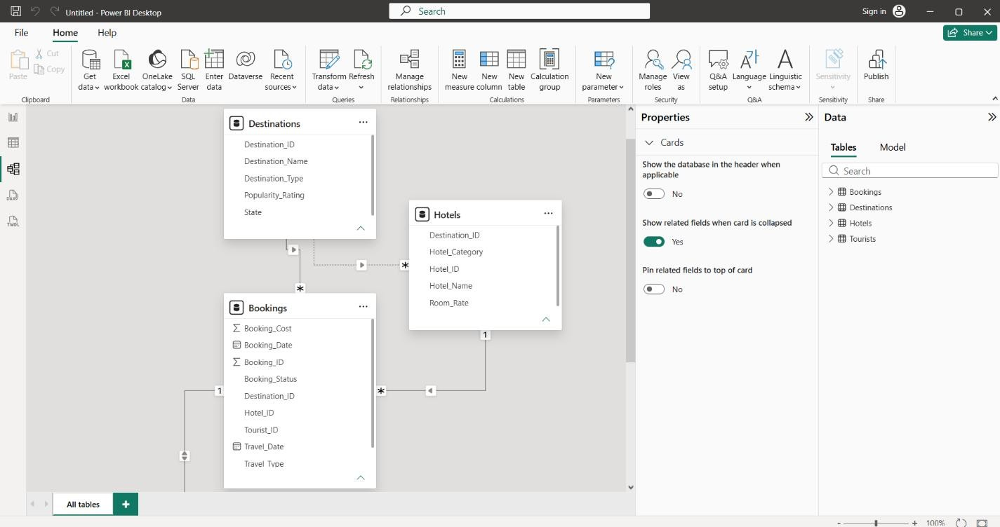 Untitled - Power BI Desktop
Search
Sign in
File
Home
Help
Share
Paste
Cut
Copy
Get data
Excel workbook
OneLake catalog
SQL Server
Enter data
Dataverse
Recent sources
Transform data
Refresh
Manage relationships
New measure
New column
New table
Calculation group
New parameter
Manage roles
View as
Q&A setup
Language
Linguistic schema
Sensitivity
Publish
Clipboard
Data
Queries
Relationships
Calculations
Parameters
Security
Q&A
Sensitivity
Share
DAX
TMDL
Destinations
Destination_ID
Destination_Name
Destination_Type
Popularity_Rating
State
Hotels
Destination_ID
Hotel_Category
Hotel_ID
Hotel_Name
Room_Rate
*
*
1
Bookings
Booking_Cost
Booking_Date
Booking_ID
Booking_Status
Destination_ID
Hotel_ID
Tourist_ID
Travel_Date
Travel_Type
1
*
Properties
Cards
Show the database in the header when
applicable
No
Show related fields when card is collapsed
Yes
Pin related fields to top of card
No
Data
Tables
Model
Search
Bookings
Destinations
Hotels
Tourists
All tables
+
- + 100%